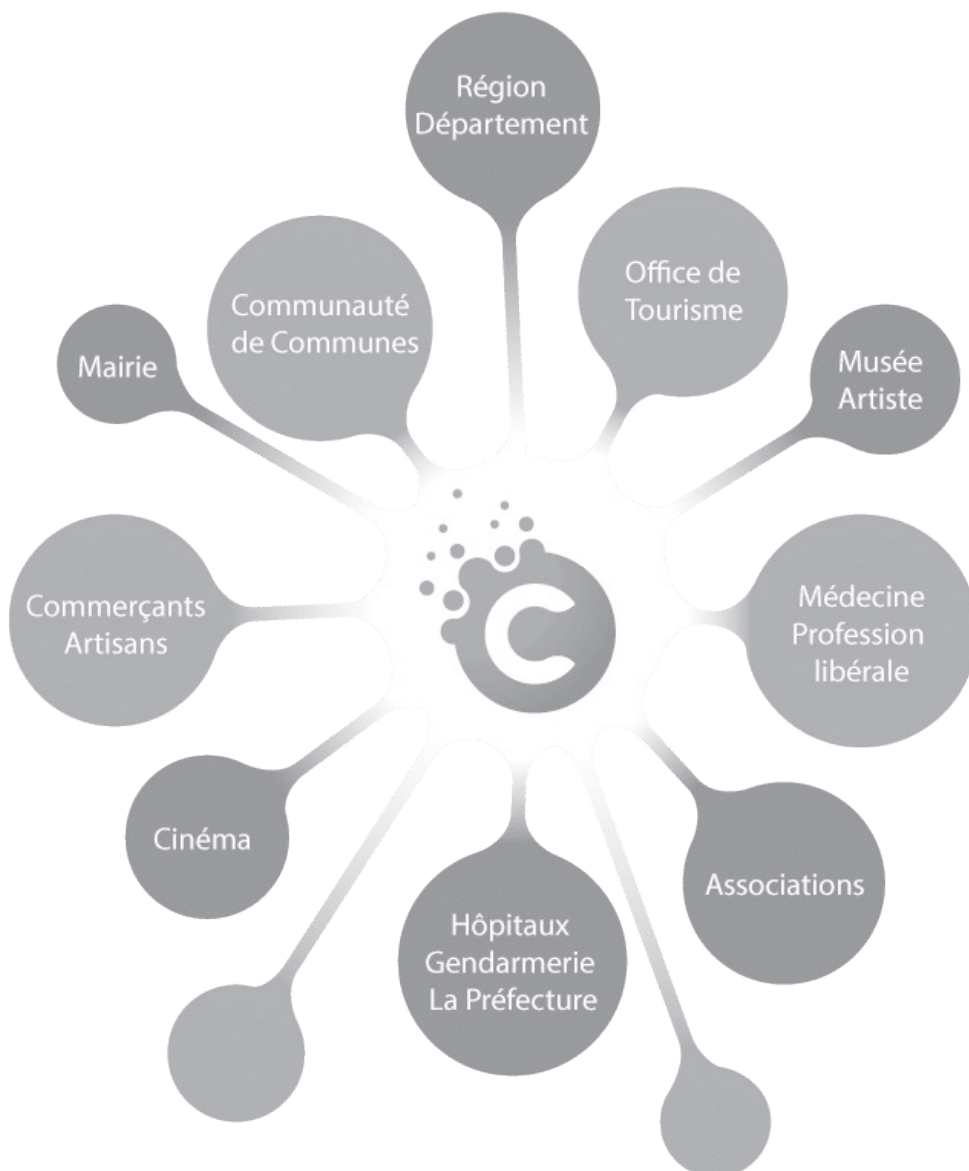 Région
Département
Office de
Tourisme
Communauté
de Communes
Mairie
Musée
Artiste
C
Commerçants
Artisans
Médecine
Profession
libérale
Cinéma
Associations
Hôpitaux
Gendarmerie
La Préfecture